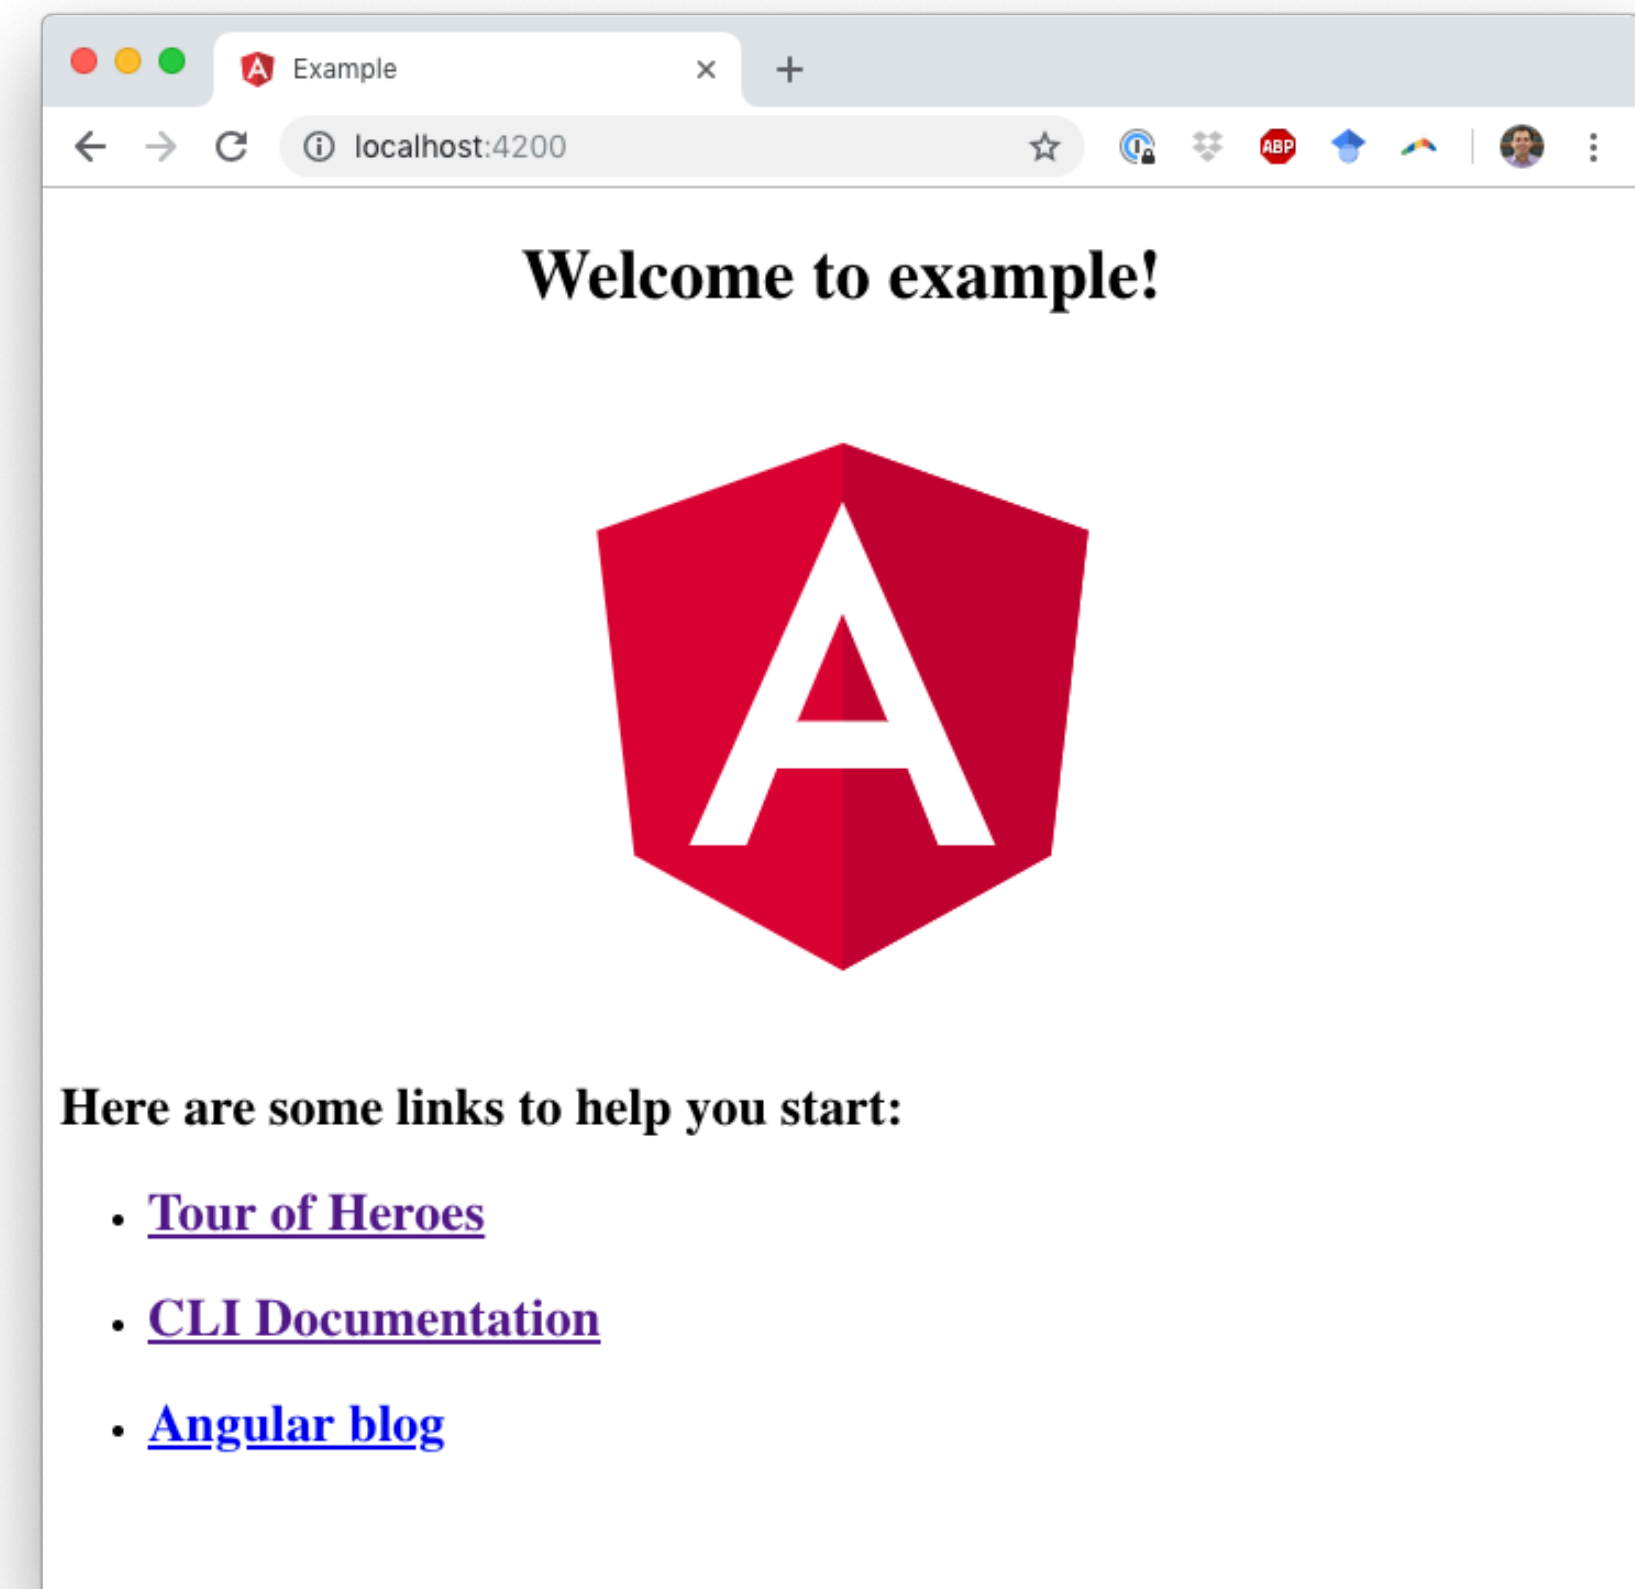 Example
localhost:4200
ABP
Welcome to example!
A
Here are some links to help you start:
Tour of Heroes
CLI Documentation
Angular blog